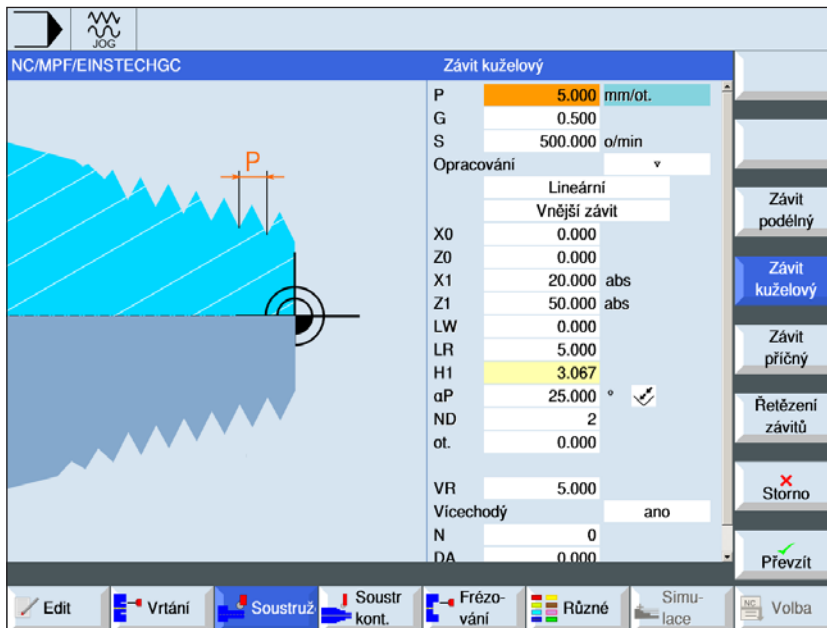 JOG
NC/MPF/EINSTECHGC
Závit kuželový
P 5.000 mm/ot.
G 0.500
S 500.000 o/min
Opracování ▿
Lineární
Vnější závit
X0 0.000
Z0 0.000
X1 20.000 abs
Z1 50.000 abs
LW 0.000
LR 5.000
H1 3.067
αP 25.000 °
ND 2
ot. 0.000
VR 5.000
Vícechodý ano
N 0
DA 0.000
P
Závit
podélný
Závit
kuželový
Závit
příčný
Řetězení
závitů
Storno
Převzít
Edit
Vrtání
Soustruž
Soustr
kont.
Frézo-
vání
Různé
Simu-
lace
NC
Volba